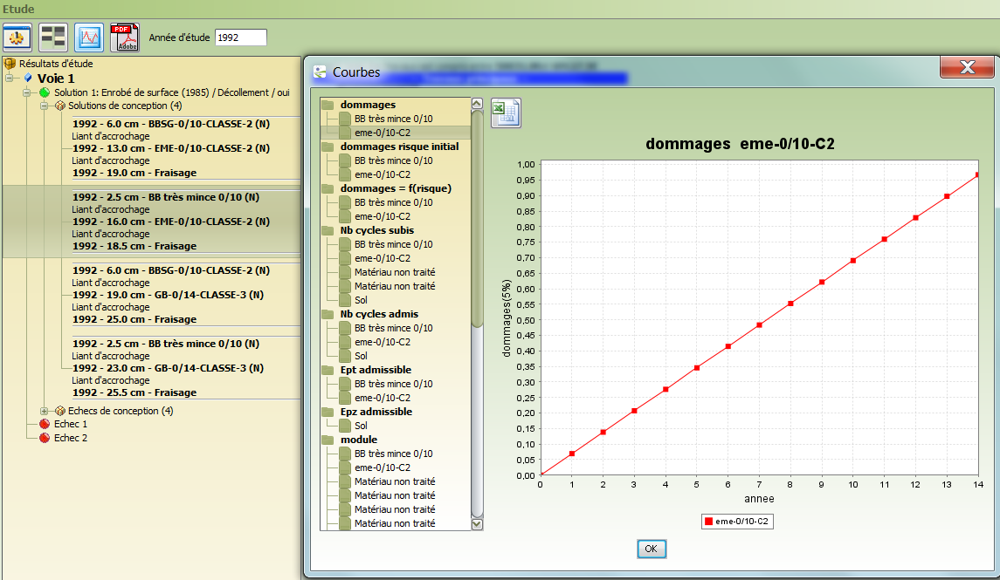 Etude
PDF
Adobe
Année d'étude 1992
Résultats d'étude
Voie 1
Solution 1: Enrobé de surface (1985) / Décollement / oui
Solutions de conception (4)
1992 - 6.0 cm - BBSG-0/10-CLASSE-2 (N)
Liant d'accrochage
1992 - 13.0 cm - EME-0/10-CLASSE-2 (N)
Liant d'accrochage
1992 - 19.0 cm - Fraisage
1992 - 2.5 cm - BB très mince 0/10 (N)
Liant d'accrochage
1992 - 16.0 cm - EME-0/10-CLASSE-2 (N)
Liant d'accrochage
1992 - 18.5 cm - Fraisage
1992 - 6.0 cm - BBSG-0/10-CLASSE-2 (N)
Liant d'accrochage
1992 - 19.0 cm - GB-0/14-CLASSE-3 (N)
Liant d'accrochage
1992 - 25.0 cm - Fraisage
1992 - 2.5 cm - BB très mince 0/10 (N)
Liant d'accrochage
1992 - 23.0 cm - GB-0/14-CLASSE-3 (N)
Liant d'accrochage
1992 - 25.5 cm - Fraisage
Echecs de conception (4)
Echec 1
Echec 2
Courbes
dommages
BB très mince 0/10
eme-0/10-C2
dommages risque initial
BB très mince 0/10
eme-0/10-C2
dommages = f(risque)
BB très mince 0/10
eme-0/10-C2
Nb cycles subis
BB très mince 0/10
eme-0/10-C2
Matériau non traité
Matériau non traité
Sol
Nb cycles admis
BB très mince 0/10
eme-0/10-C2
Sol
Ept admissible
BB très mince 0/10
eme-0/10-C2
Epz admissible
Sol
module
BB très mince 0/10
eme-0/10-C2
Matériau non traité
Matériau non traité
Matériau non traité
Matériau non traité
dommages eme-0/10-C2
dommages(5%)
1,00
0,95
0,90
0,85
0,80
0,75
0,70
0,65
0,60
0,55
0,50
0,45
0,40
0,35
0,30
0,25
0,20
0,15
0,10
0,05
0,00
0 1 2 3 4 5 6 7 8 9 10 11 12 13 14
annee
eme-0/10-C2
OK